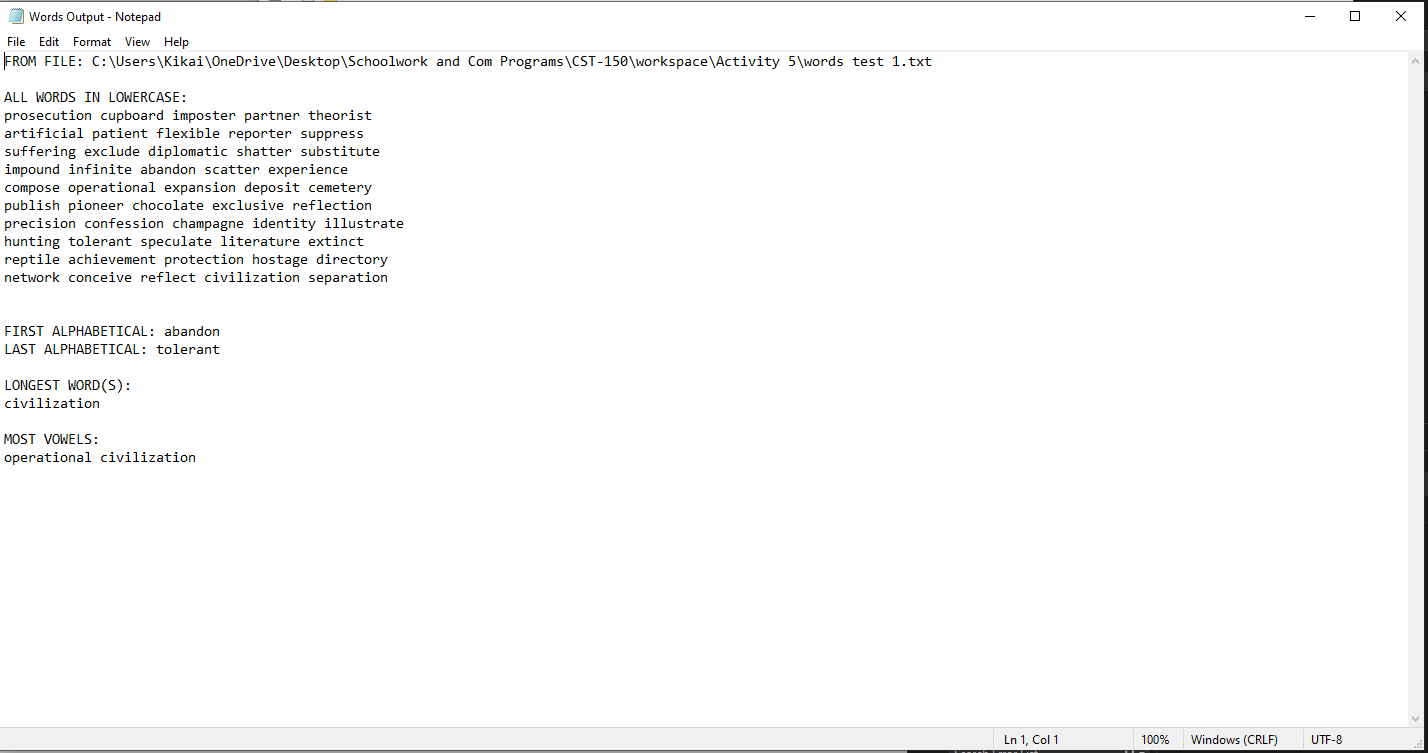 Words Output - Notepad
File Edit Format View Help
FROM FILE: C:\Users\Kikai\OneDrive\Desktop\Schoolwork and Com Programs\CST-150\workspace\Activity 5\words test 1.txt
ALL WORDS IN LOWERCASE:
prosecution cupboard imposter partner theorist
artificial patient flexible reporter suppress
suffering exclude diplomatic shatter substitute
impound infinite abandon scatter experience
compose operational expansion deposit cemetery
publish pioneer chocolate exclusive reflection
precision confession champagne identity illustrate
hunting tolerant speculate literature extinct
reptile achievement protection hostage directory
network conceive reflect civilization separation
FIRST ALPHABETICAL: abandon
LAST ALPHABETICAL: tolerant
LONGEST WORD(S):
civilization
MOST VOWELS:
operational civilization
Ln 1, Col 1 100% Windows (CRLF) UTF-8